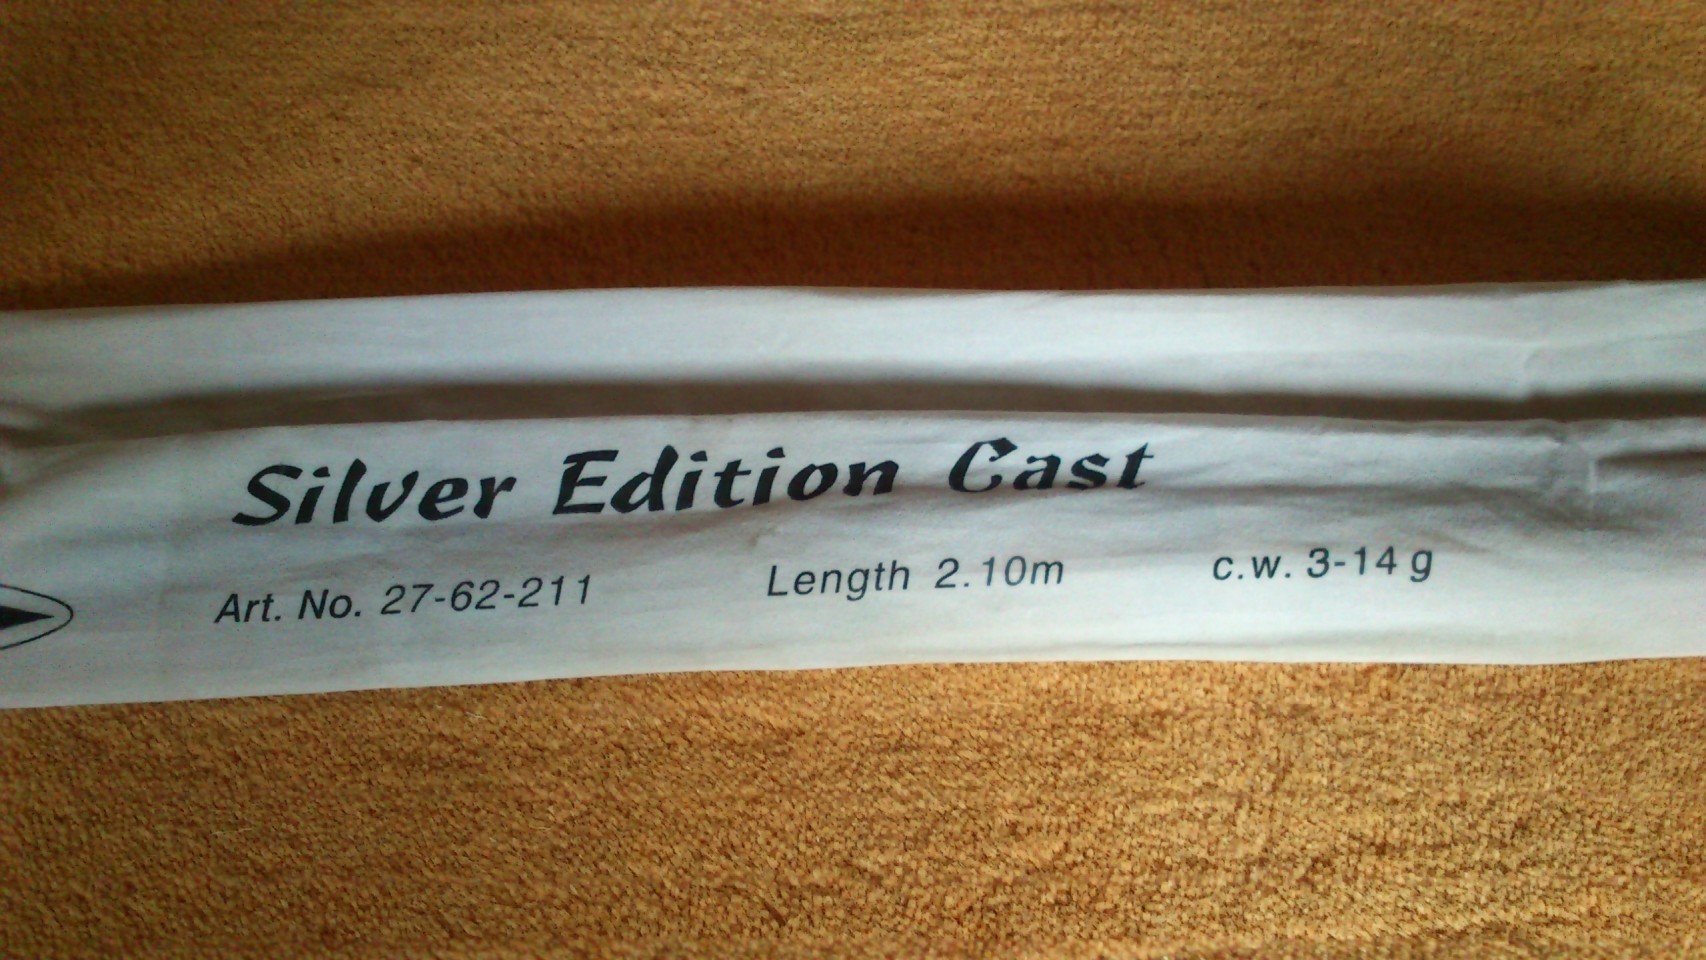 Silver Edition Cast
Art. No. 27-62-211 Length 2.10m c.w. 3-14 g